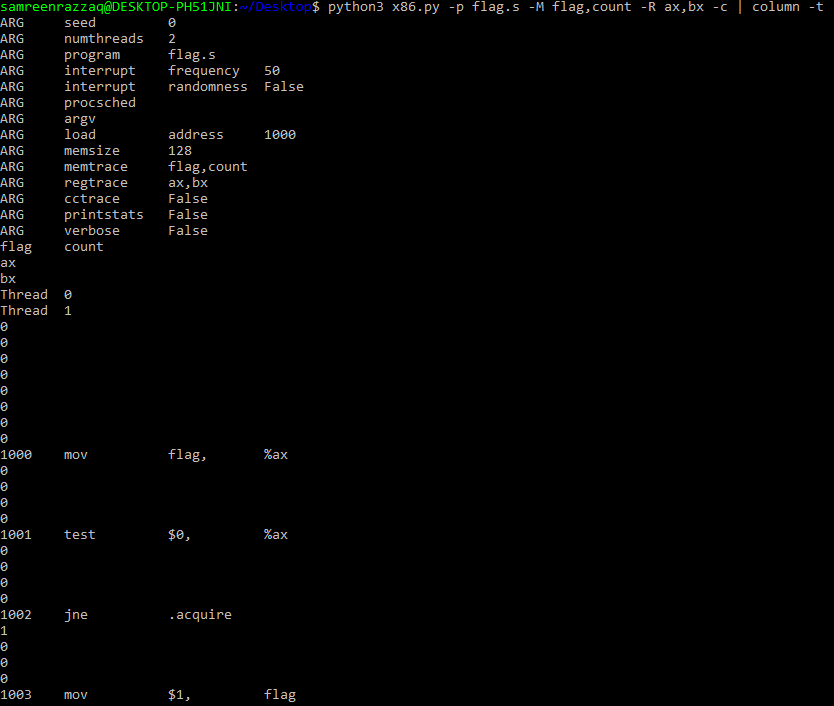 samreenrazzaq@DESKTOP-PH51JNI:~/Desktop$ python3 x86.py -p flag.s -M flag,count -R ax,bx -c | column -t
ARG seed 0
ARG numthreads 2
ARG program flag.s
ARG interrupt frequency 50
ARG interrupt randomness False
ARG procsched
ARG argv
ARG load address 1000
ARG memsize 128
ARG memtrace flag,count
ARG regtrace ax,bx
ARG cctrace False
ARG printstats False
ARG verbose False
flag count
ax
bx
Thread 0
Thread 1
0
0
0
0
0
0
0
0
1000 mov flag, %ax
0
0
0
0
1001 test $0, %ax
0
0
0
0
1002 jne .acquire
1
0
0
0
1003 mov $1, flag